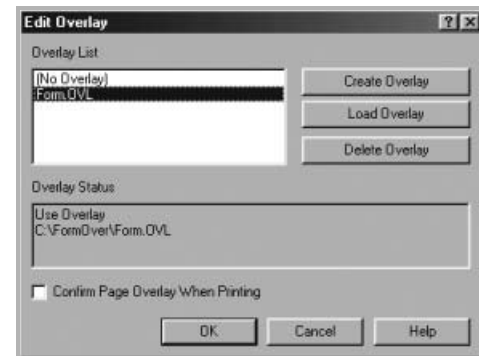 Edit Overlay
Overlay List
(No Overlay)
Form.OVL
Create Overlay
Load Overlay
Delete Overlay
Overlay Status
Use Overlay
C:\FormOver\Form.OVL
Confirm Page Overlay When Printing
OK
Cancel
Help